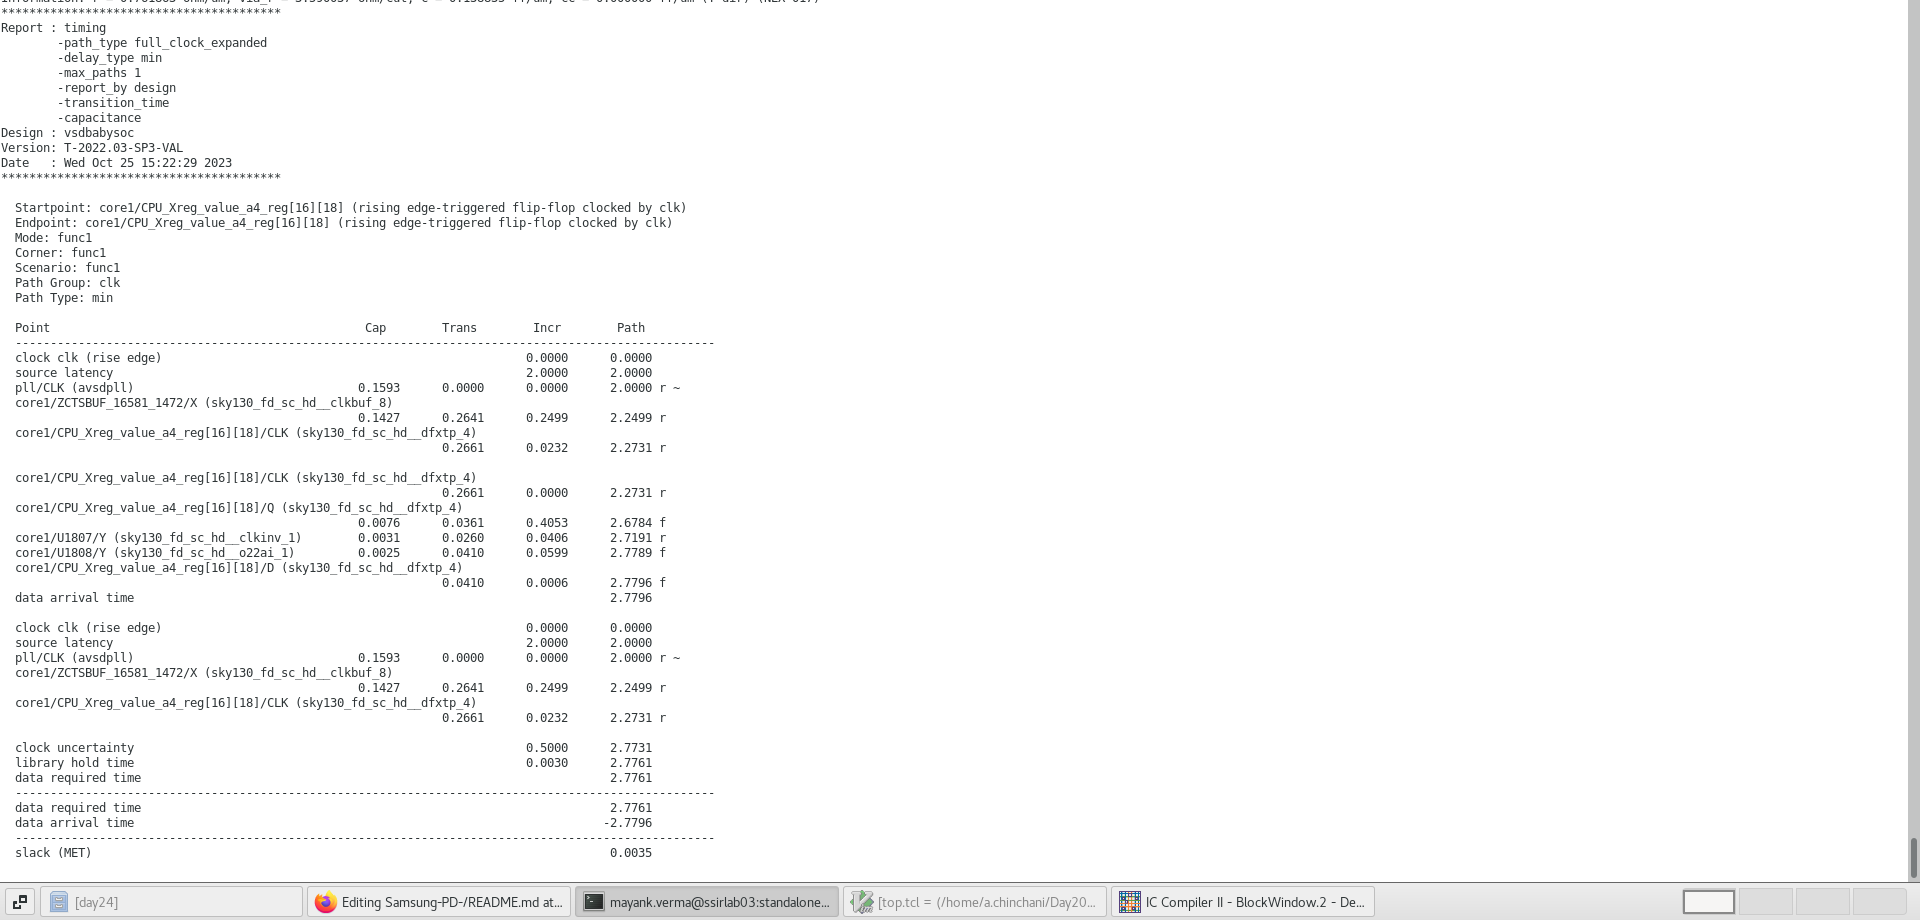 ****************************************
Report : timing
        -path_type full_clock_expanded
        -delay_type min
        -max_paths 1
        -report_by design
        -transition_time
        -capacitance
Design : vsdbabysoc
Version: T-2022.03-SP3-VAL
Date   : Wed Oct 25 15:22:29 2023
****************************************
  Startpoint: core1/CPU_Xreg_value_a4_reg[16][18] (rising edge-triggered flip-flop clocked by clk)
  Endpoint: core1/CPU_Xreg_value_a4_reg[16][18] (rising edge-triggered flip-flop clocked by clk)
  Mode: func1
  Corner: func1
  Scenario: func1
  Path Group: clk
  Path Type: min
  Point                                             Cap        Trans        Incr        Path
  ----------------------------------------------------------------------------------------------------
  clock clk (rise edge)                                                    0.0000      0.0000
  source latency                                                           2.0000      2.0000
  pll/CLK (avsdpll)                                0.1593      0.0000      0.0000      2.0000 r ~
  core1/ZCTSBUF_16581_1472/X (sky130_fd_sc_hd__clkbuf_8)
                                                   0.1427      0.2641      0.2499      2.2499 r
  core1/CPU_Xreg_value_a4_reg[16][18]/CLK (sky130_fd_sc_hd__dfxtp_4)
                                                               0.2661      0.0232      2.2731 r
  core1/CPU_Xreg_value_a4_reg[16][18]/CLK (sky130_fd_sc_hd__dfxtp_4)
                                                               0.2661      0.0000      2.2731 r
  core1/CPU_Xreg_value_a4_reg[16][18]/Q (sky130_fd_sc_hd__dfxtp_4)
                                                   0.0076      0.0361      0.4053      2.6784 f
  core1/U1807/Y (sky130_fd_sc_hd__clkinv_1)        0.0031      0.0260      0.0406      2.7191 r
  core1/U1808/Y (sky130_fd_sc_hd__o22ai_1)         0.0025      0.0410      0.0599      2.7789 f
  core1/CPU_Xreg_value_a4_reg[16][18]/D (sky130_fd_sc_hd__dfxtp_4)
                                                               0.0410      0.0006      2.7796 f
  data arrival time                                                                    2.7796
  clock clk (rise edge)                                                    0.0000      0.0000
  source latency                                                           2.0000      2.0000
  pll/CLK (avsdpll)                                0.1593      0.0000      0.0000      2.0000 r ~
  core1/ZCTSBUF_16581_1472/X (sky130_fd_sc_hd__clkbuf_8)
                                                   0.1427      0.2641      0.2499      2.2499 r
  core1/CPU_Xreg_value_a4_reg[16][18]/CLK (sky130_fd_sc_hd__dfxtp_4)
                                                               0.2661      0.0232      2.2731 r
  clock uncertainty                                                        0.5000      2.7731
  library hold time                                                        0.0030      2.7761
  data required time                                                                   2.7761
  ----------------------------------------------------------------------------------------------------
  data required time                                                                   2.7761
  data arrival time                                                                   -2.7796
  ----------------------------------------------------------------------------------------------------
  slack (MET)                                                                          0.0035
[day24]
Editing Samsung-PD-/README.md at...
mayank.verma@ssirlab03:standalone...
[top.tcl = (/home/a.chinchani/Day20...
IC Compiler II - BlockWindow.2 - De...